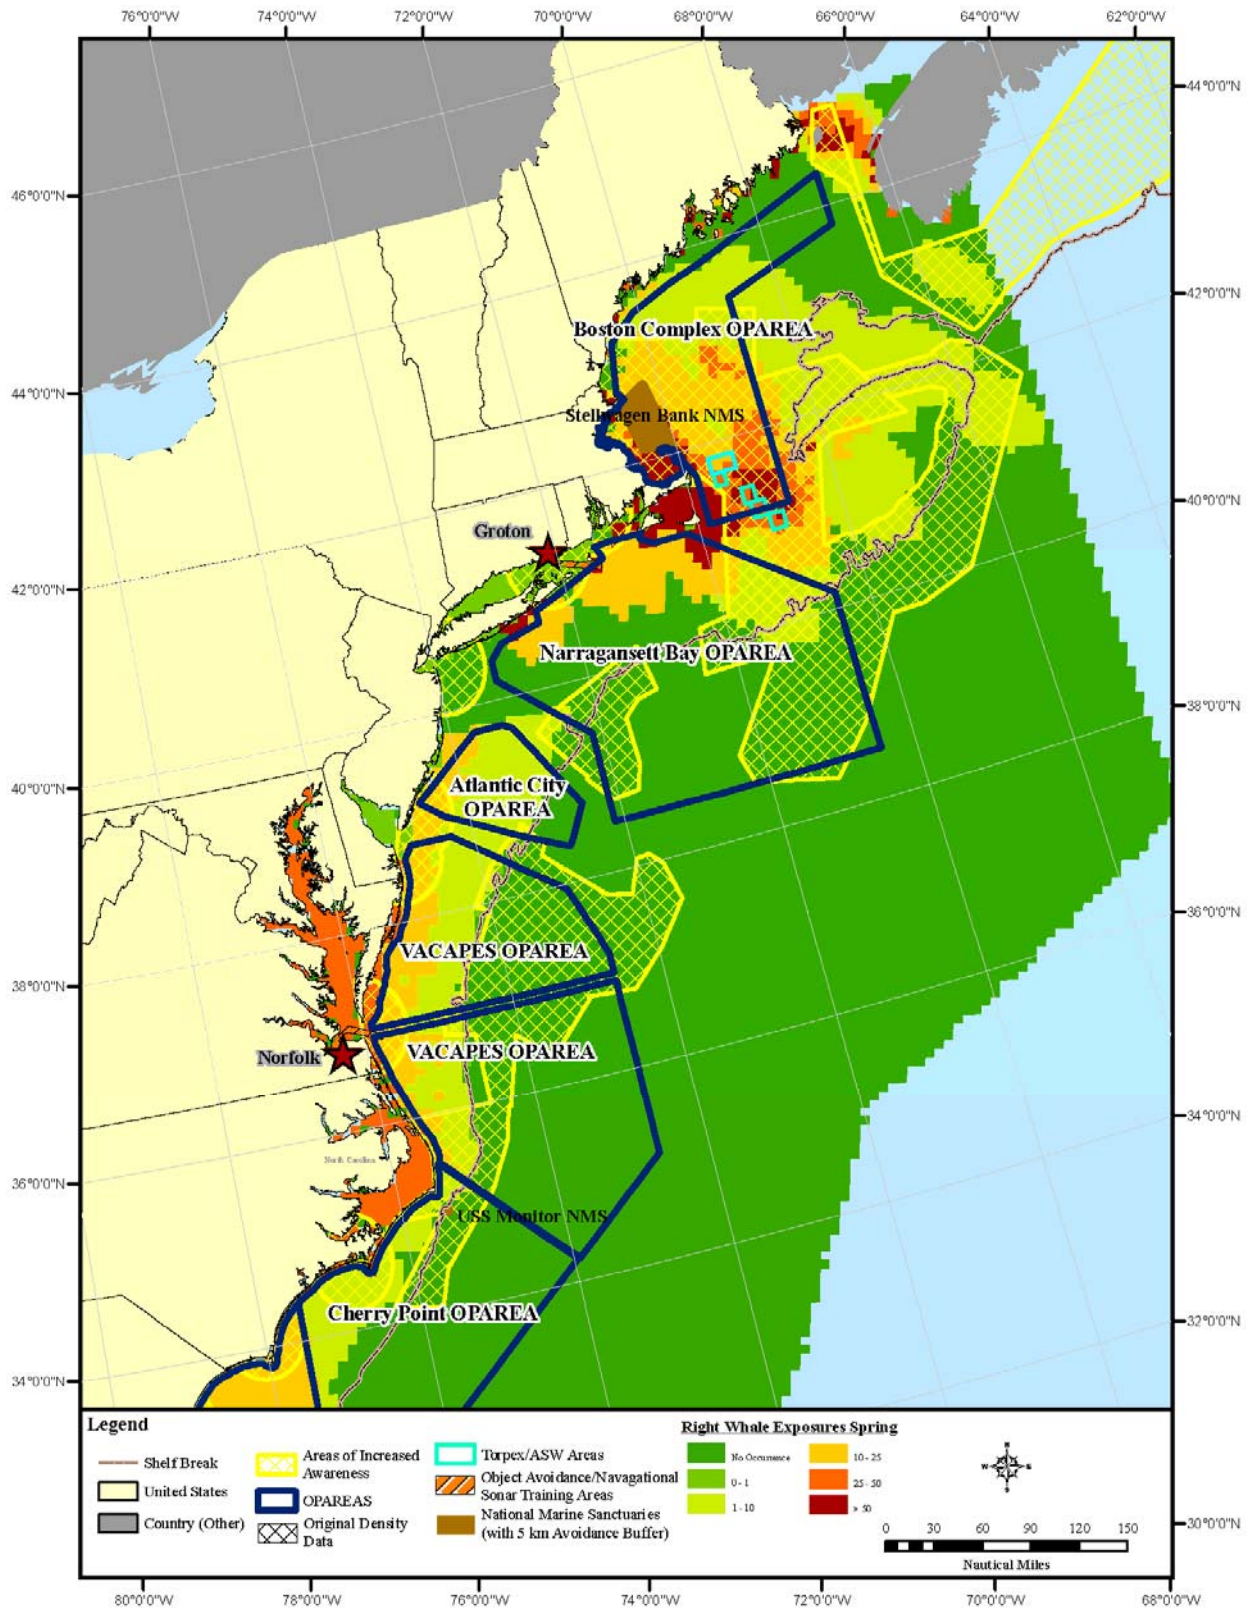 76°0'0"W 74°0'0"W 72°0'0"W 70°0'0"W 68°0'0"W 66°0'0"W 64°0'0"W 62°0'0"W
44°0'0"N
46°0'0"N
42°0'0"N
Boston Complex OPAREA
44°0'0"N
Stellwagen Bank NMS
40°0'0"N
Groton
42°0'0"N
Narragansett Bay OPAREA
38°0'0"N
Atlantic City
OPAREA
40°0'0"N
36°0'0"N
VACAPES OPAREA
38°0'0"N
Norfolk
VACAPES OPAREA
34°0'0"N
North Carolina
36°0'0"N
USS Monitor NMS
Cherry Point OPAREA
32°0'0"N
34°0'0"N
Legend
Shelf Break
United States
Country (Other)
Areas of Increased
Awareness
OPAREAS
Original Density
Data
Torpex/ASW Areas
Object Avoidance/Navagational
Sonar Training Areas
National Marine Sanctuaries
(with 5 km Avoidance Buffer)
Right Whale Exposures Spring
No Occurrence
0 - 1
1 - 10
10 - 25
25 - 50
> 50
N
W E
S
0 30 60 90 120 150
Nautical Miles
30°0'0"N
80°0'0"W 78°0'0"W 76°0'0"W 74°0'0"W 72°0'0"W 70°0'0"W 68°0'0"W